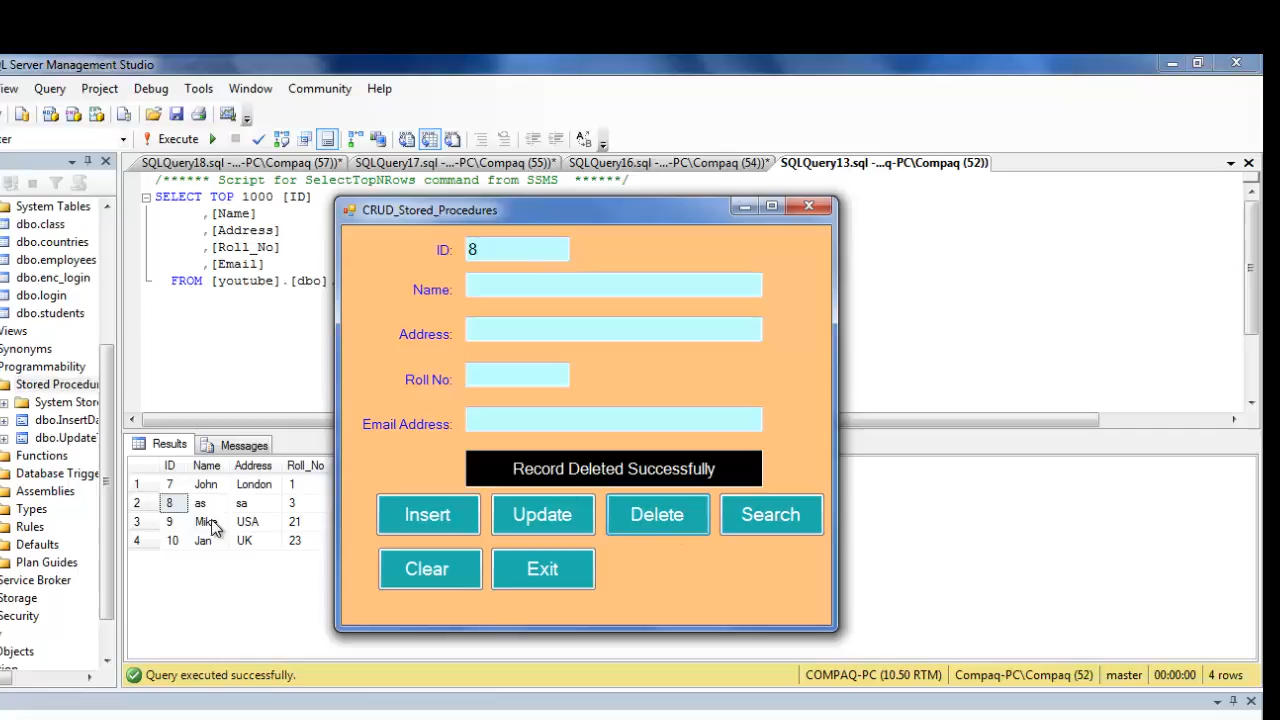 L Server Management Studio
iew Query Project Debug Tools Window Community Help
ter Execute
SQLQuery18.sql -...-PC\Compaq (57))* SQLQuery17.sql -...-PC\Compaq (55))* SQLQuery16.sql -...-PC\Compaq (54))* SQLQuery13.sql...q-PC\Compaq (52))
System Tables
dbo.class
dbo.countries
dbo.employees
dbo.enc_login
dbo.login
dbo.students
Views
Synonyms
Programmability
Stored Procedu
System Stor
dbo.InsertDa
dbo.Update
Functions
Database Trigge
Assemblies
Types
Rules
Defaults
Plan Guides
Service Broker
Storage
Security
Objects
/****** Script for SelectTopNRows command from SSMS ******/
SELECT TOP 1000 [ID]
,[Name]
,[Address]
,[Roll_No]
,[Email]
FROM [youtube].[dbo].
CRUD_Stored_Procedures
ID: 8
Name:
Address:
Roll No:
Email Address:
Record Deleted Successfully
Insert Update Delete Search
Clear Exit
Results Messages
ID Name Address Roll_No
1 7 John London 1
2 8 as sa 3
3 9 Mike USA 21
4 10 Jan UK 23
Query executed successfully. COMPAQ-PC (10.50 RTM) Compaq-PC\Compaq (52) master 00:00:00 4 rows